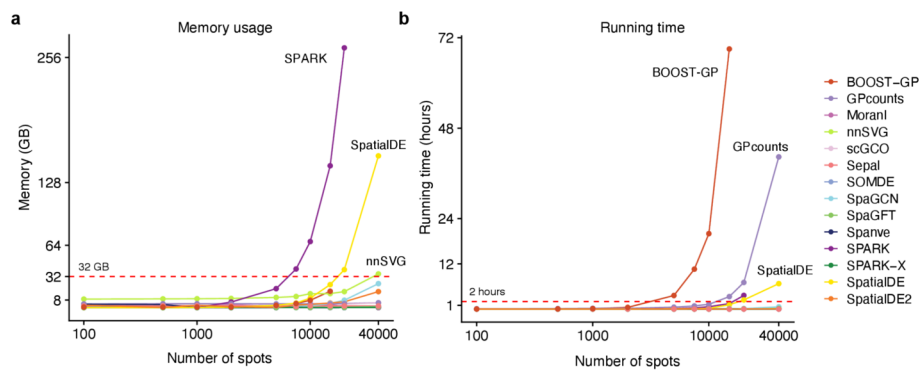 a
Memory usage
Memory (GB)
256
128
64
32
8
32 GB
SPARK
SpatialDE
nnSVG
100
1000
10000
40000
Number of spots
b
Running time
Running time (hours)
72
48
24
12
1
2 hours
BOOST-GP
GPcounts
SpatialDE
100
1000
10000
40000
Number of spots
BOOST−GP
GPcounts
MoranI
nnSVG
scGCO
Sepal
SOMDE
SpaGCN
SpaGFT
Spanve
SPARK
SPARK−X
SpatialDE
SpatialDE2